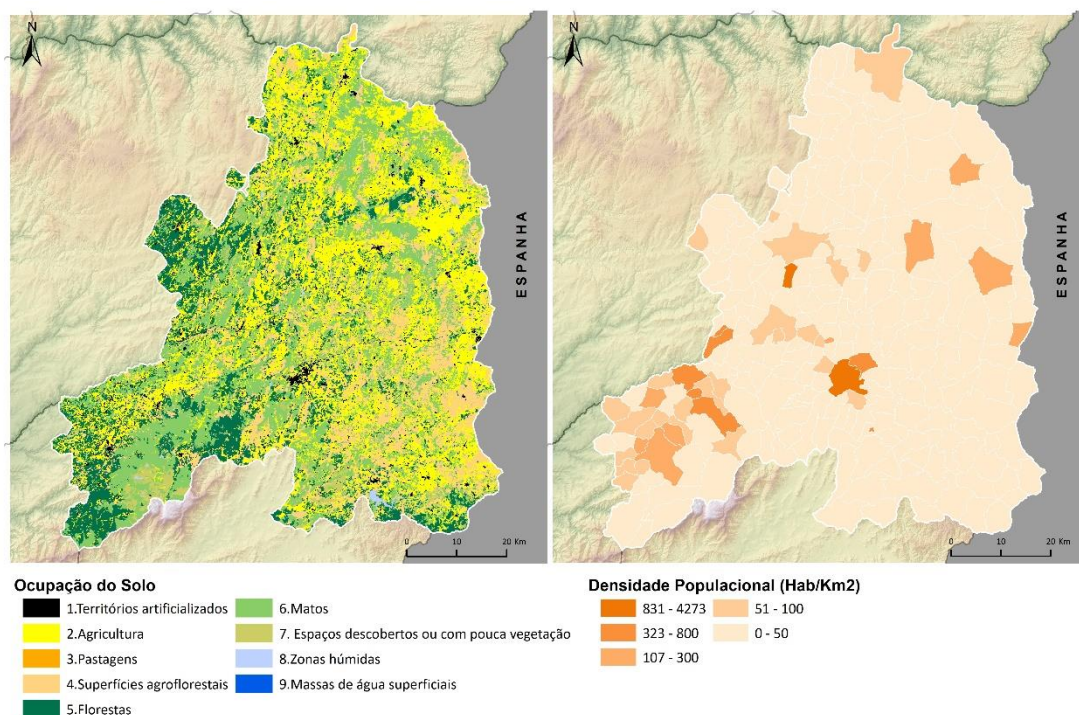 N
ESPANHA
0 10 20 Km
N
ESPANHA
0 10 20 Km
Ocupação do Solo
1.Territórios artificializados
2.Agricultura
3.Pastagens
4.Superfícies agroflorestais
5.Florestas
6.Matos
7. Espaços descobertos ou com pouca vegetação
8.Zonas húmidas
9.Massas de água superficiais
Densidade Populacional (Hab/Km2)
831 - 4273
323 - 800
107 - 300
51 - 100
0 - 50